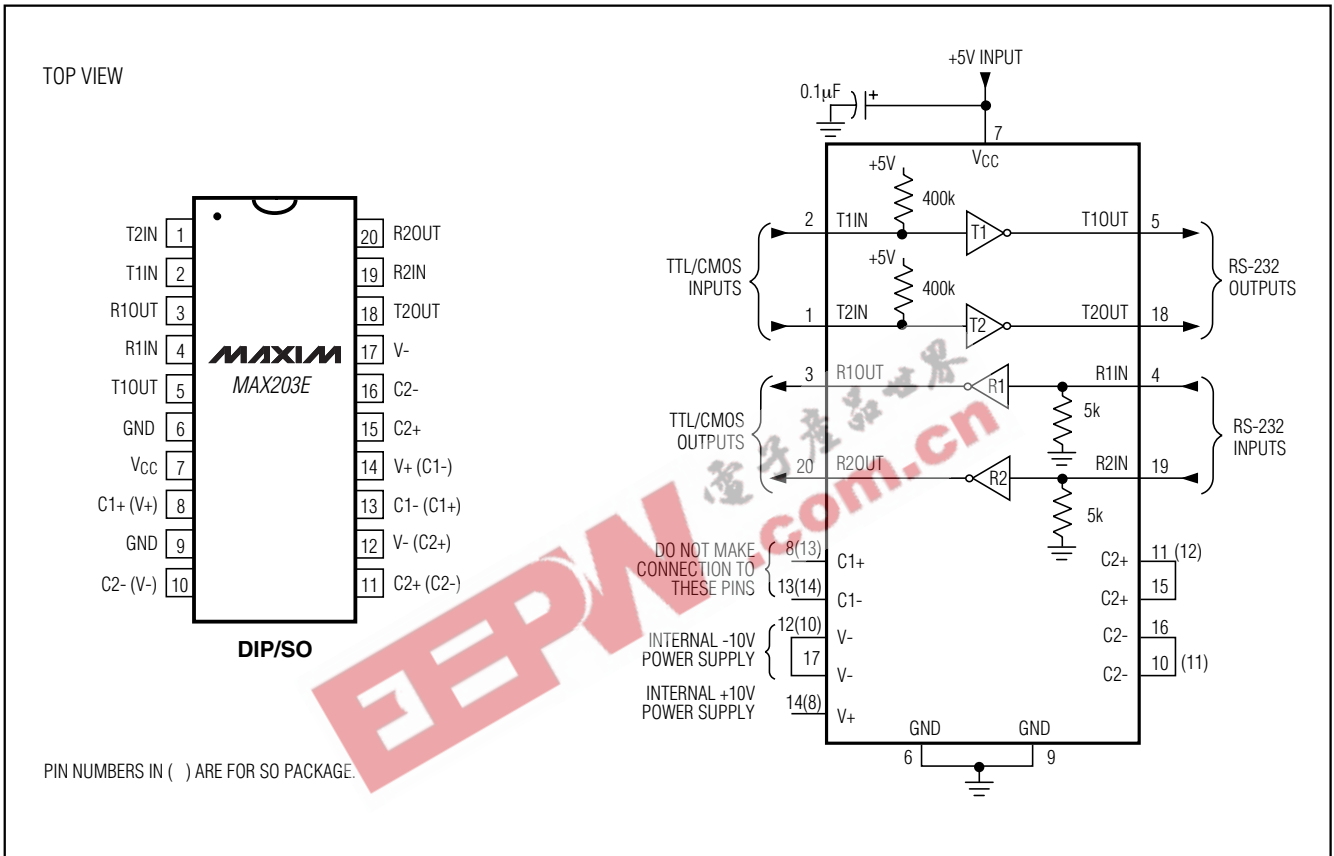 TOP VIEW
T2IN 1
T1IN 2
R1OUT 3
R1IN 4
T1OUT 5
GND 6
VCC 7
C1+ (V+) 8
GND 9
C2- (V-) 10
20 R2OUT
19 R2IN
18 T2OUT
17 V-
16 C2-
15 C2+
14 V+ (C1-)
13 C1- (C1+)
12 V- (C2+)
11 C2+ (C2-)
MAXIM
MAX203E
DIP/SO
PIN NUMBERS IN ( ) ARE FOR SO PACKAGE.
+5V INPUT
0.1µF
+
7
VCC
+5V
400k
2 T1IN T1 T1OUT 5
TTL/CMOS
INPUTS
RS-232
OUTPUTS
+5V
400k
1 T2IN T2 T2OUT 18
3 R1OUT R1 R1IN 4
5k
TTL/CMOS
OUTPUTS
RS-232
INPUTS
20 R2OUT R2 R2IN 19
5k
DO NOT MAKE
CONNECTION TO
THESE PINS
8(13) C1+
13(14) C1-
INTERNAL -10V
POWER SUPPLY
12(10) V-
17 V-
INTERNAL +10V
POWER SUPPLY
14(8) V+
C2+ 11 (12)
C2+ 15
C2- 16
C2- 10 (11)
GND GND
6 9
EEPW
.com.cn
電子產品世界